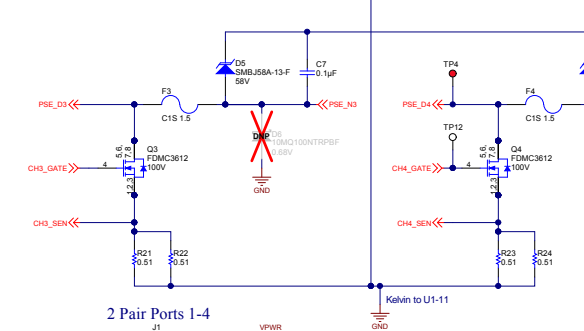 D5
SMBJ58A-13-F
58V
C7
0.1µF
TP4
F3
F4
PSE_D3
C1S 1.5
PSE_N3
PSE_D4
C1S 1.5
DNP
D6
10MQ100NTRPBF
0.68V
TP12
5,6,
7,8
Q3
FDMC3612
100V
CH3_GATE
4
1,2,3
GND
5,6,
7,8
Q4
FDMC3612
100V
CH4_GATE
4
1,2,3
CH3_SEN
CH4_SEN
R21
0.51
R22
0.51
R23
0.51
R24
0.51
Kelvin to U1-11
GND
2 Pair Ports 1-4
J1
VPWR